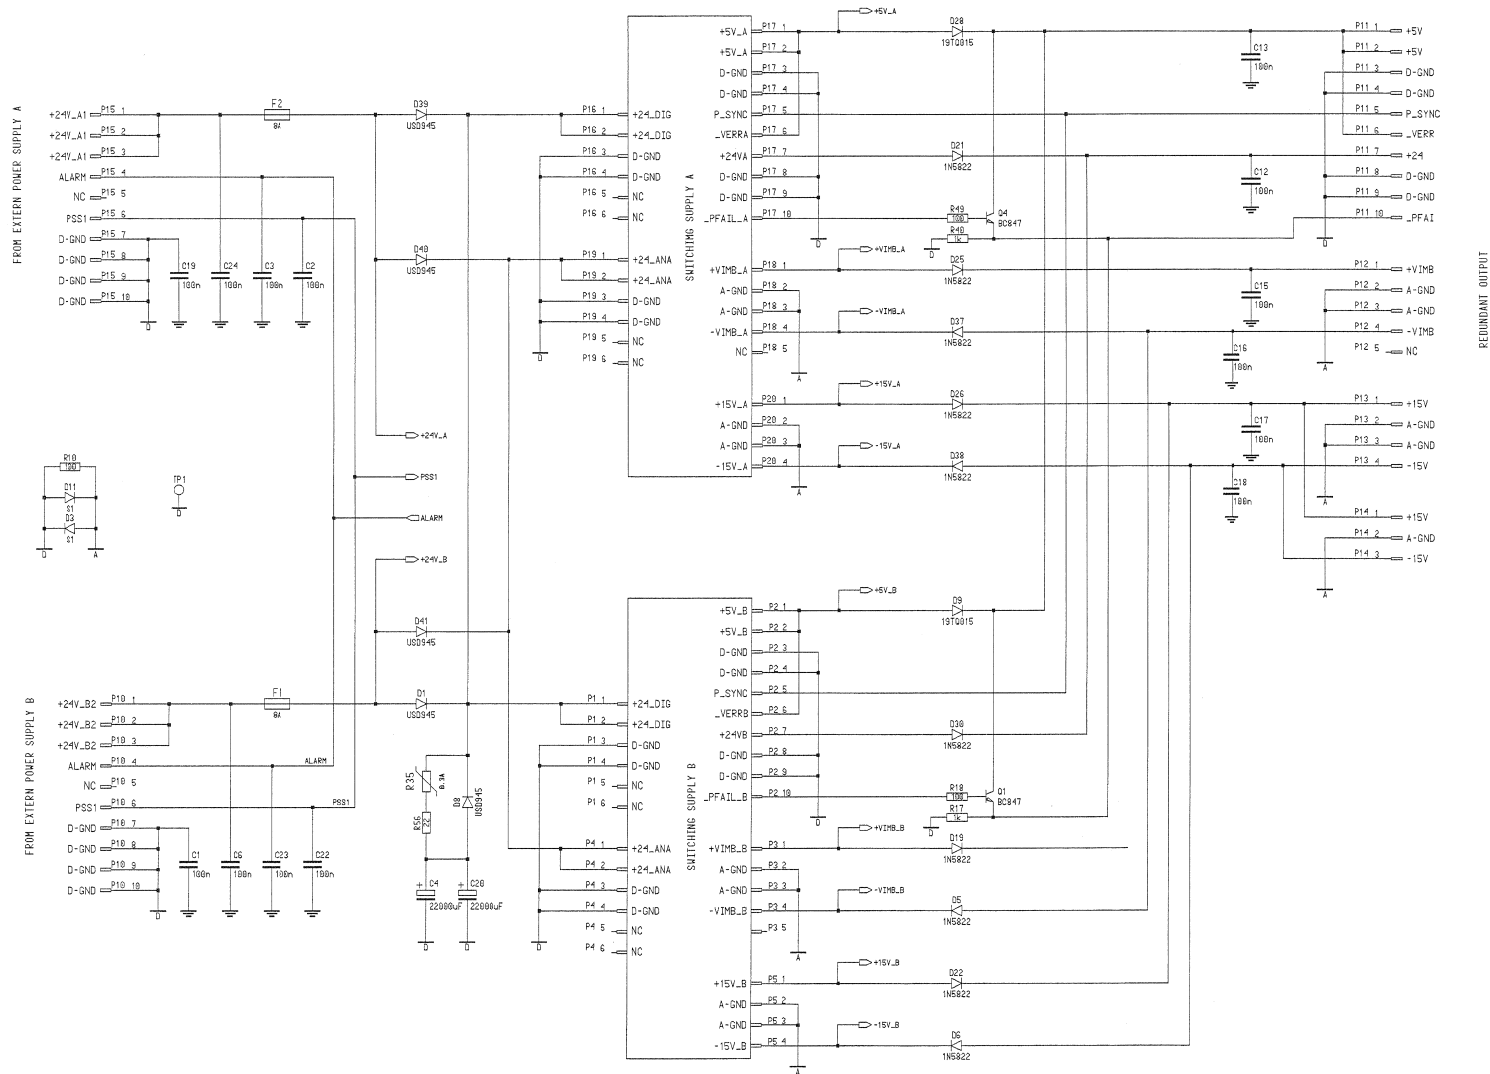 FROM EXTERN POWER SUPPLY A
+24V_A1 P15 1
+24V_A1 P15 2
+24V_A1 P15 3
ALARM P15 4
NC P15 5
PSS1 P15 6
D-GND P15 7
D-GND P15 8
D-GND P15 9
D-GND P15 10
D
C19 100n
C24 100n
C3 100n
C2 100n
F2
8A
D39
USD945
D40
USD945
+24V_A
PSS1
ALARM
+24V_B
R10
100
D11
S1
D3
S1
D
A
TP1
D
D41
USD945
FROM EXTERN POWER SUPPLY B
+24V_B2 P10 1
+24V_B2 P10 2
+24V_B2 P10 3
ALARM P10 4
ALARM
NC P10 5
PSS1 P10 6
PSS1
D-GND P10 7
D-GND P10 8
D-GND P10 9
D-GND P10 10
D
C1 100n
C6 100n
C23 100n
C22 100n
F1
8A
D1
USD945
R35
0.3A
R56
22
D8
USD945
C4
22000uF
C20
22000uF
D
D
SWITCHIMG SUPPLY A
P16 1 +24_DIG
P16 2 +24_DIG
P16 3 D-GND
P16 4 D-GND
P16 5 NC
P16 6 NC
P19 1 +24_ANA
P19 2 +24_ANA
P19 3 D-GND
P19 4 D-GND
P19 5 NC
P19 6 NC
D
+5V_A P17 1
+5V_A P17 2
D-GND P17 3
D-GND P17 4
P_SYNC P17 5
_VERRA P17 6
+24VA P17 7
D-GND P17 8
D-GND P17 9
_PFAIL_A P17 10
D
+VIMB_A P18 1
A-GND P18 2
A-GND P18 3
-VIMB_A P18 4
NC P18 5
A
+15V_A P20 1
A-GND P20 2
A-GND P20 3
-15V_A P20 4
A
+5V_A
D28
19TQ015
D21
1N5822
R49
100
R40
1k
D
Q4
BC847
+VIMB_A
D25
1N5822
-VIMB_A
D37
1N5822
+15V_A
D26
1N5822
-15V_A
D38
1N5822
C13
100n
C12
100n
C15
100n
C16
100n
C17
100n
C18
100n
P11 1 +5V
P11 2 +5V
P11 3 D-GND
P11 4 D-GND
P11 5 P_SYNC
P11 6 _VERR
P11 7 +24
P11 8 D-GND
P11 9 D-GND
P11 10 _PFAI
D
P12 1 +VIMB
P12 2 A-GND
P12 3 A-GND
P12 4 -VIMB
P12 5 NC
A
P13 1 +15V
P13 2 A-GND
P13 3 A-GND
P13 4 -15V
A
P14 1 +15V
P14 2 A-GND
P14 3 -15V
A
REDUNDANT OUTPUT
SWITCHING SUPPLY B
P1 1 +24_DIG
P1 2 +24_DIG
P1 3 D-GND
P1 4 D-GND
P1 5 NC
P1 6 NC
P4 1 +24_ANA
P4 2 +24_ANA
P4 3 D-GND
P4 4 D-GND
P4 5 NC
P4 6 NC
D
+5V_B P2 1
+5V_B P2 2
D-GND P2 3
D-GND P2 4
P_SYNC P2 5
_VERRB P2 6
+24VB P2 7
D-GND P2 8
D-GND P2 9
_PFAIL_B P2 10
D
+VIMB_B P3 1
A-GND P3 2
A-GND P3 3
-VIMB_B P3 4
P3 5
A
+15V_B P5 1
A-GND P5 2
A-GND P5 3
-15V_B P5 4
A
+5V_B
D9
19TQ015
D30
1N5822
R18
100
R17
1k
D
Q1
BC847
+VIMB_B
D19
1N5822
-VIMB_B
D5
1N5822
+15V_B
D22
1N5822
-15V_B
D6
1N5822